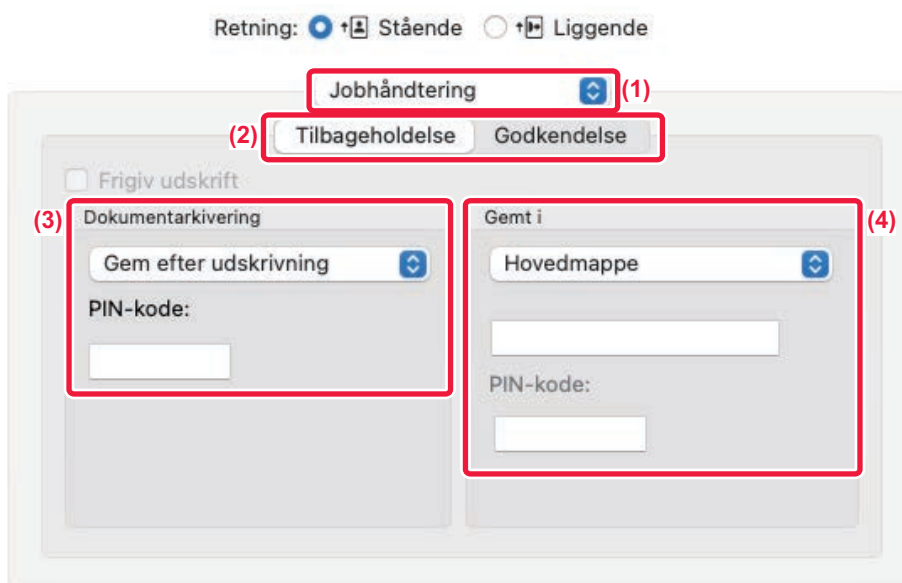 Retning: Stående Liggende
Jobhåndtering (1)
(2) Tilbageholdelse Godkendelse
Frigiv udskrift
(3) Dokumentarkivering Gemt i (4)
Gem efter udskrivning Hovedmappe
PIN-kode:
PIN-kode: